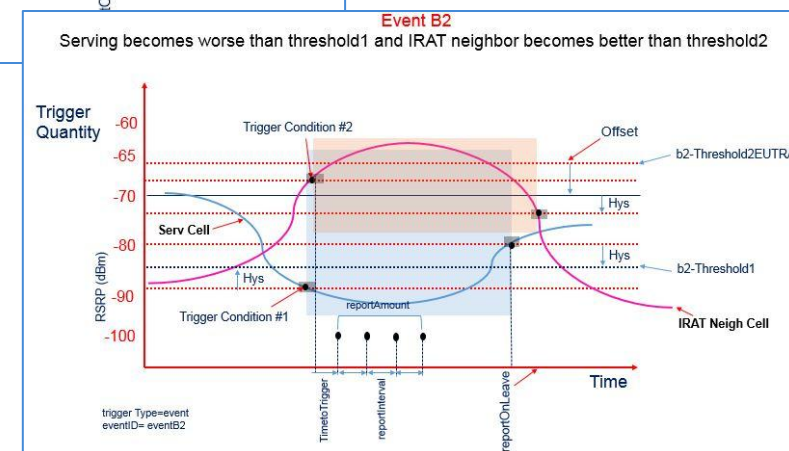 Event B2
Serving becomes worse than threshold1 and IRAT neighbor becomes better than threshold2
Trigger
Quantity
-60
-65
-70
-80
-90
-100
RSRP (dBm)
Trigger Condition #2
Offset
b2-Threshold2EUTRA
Hys
Serv Cell
Hys
Hys
b2-Threshold1
Trigger Condition #1
reportAmount
IRAT Neigh Cell
TimetoTrigger
reportInterval
reportOnLeave
Time
trigger Type=event
eventID= eventB2